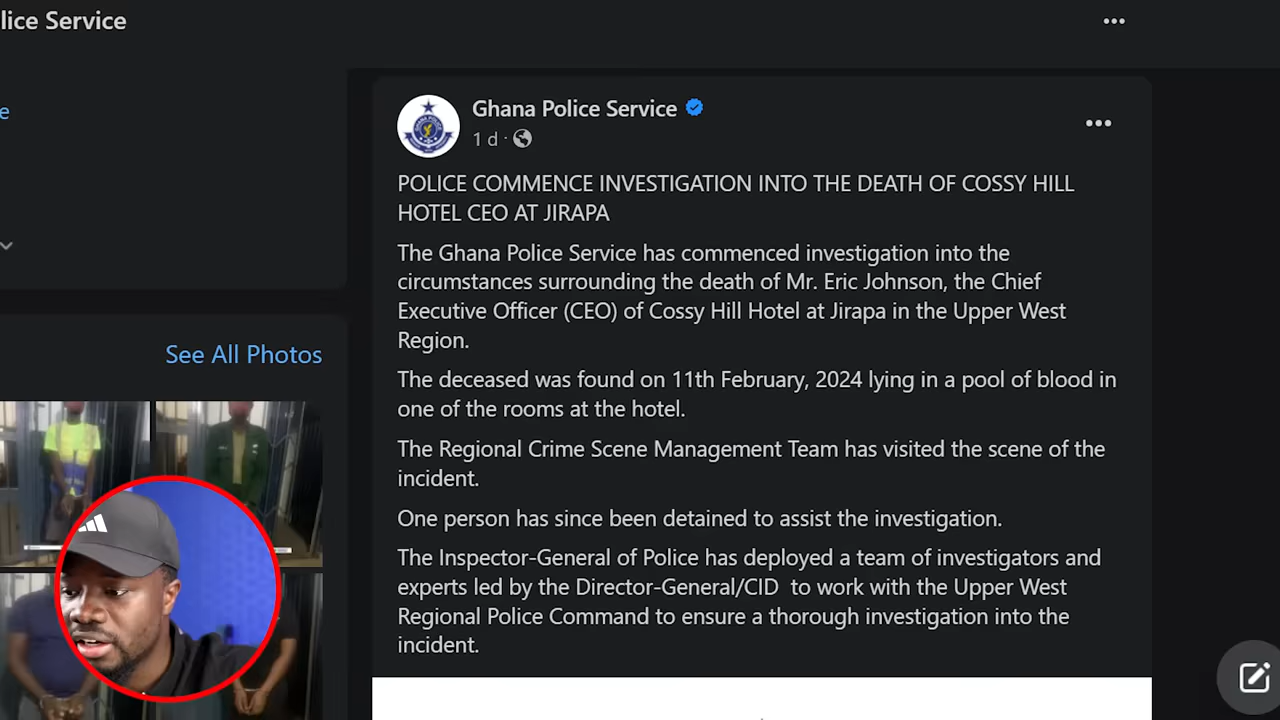 lice Service
e
See All Photos
Ghana Police Service
1 d ·
POLICE COMMENCE INVESTIGATION INTO THE DEATH OF COSSY HILL
HOTEL CEO AT JIRAPA
The Ghana Police Service has commenced investigation into the
circumstances surrounding the death of Mr. Eric Johnson, the Chief
Executive Officer (CEO) of Cossy Hill Hotel at Jirapa in the Upper West
Region.
The deceased was found on 11th February, 2024 lying in a pool of blood in
one of the rooms at the hotel.
The Regional Crime Scene Management Team has visited the scene of the
incident.
One person has since been detained to assist the investigation.
The Inspector-General of Police has deployed a team of investigators and
experts led by the Director-General/CID  to work with the Upper West
Regional Police Command to ensure a thorough investigation into the
incident.